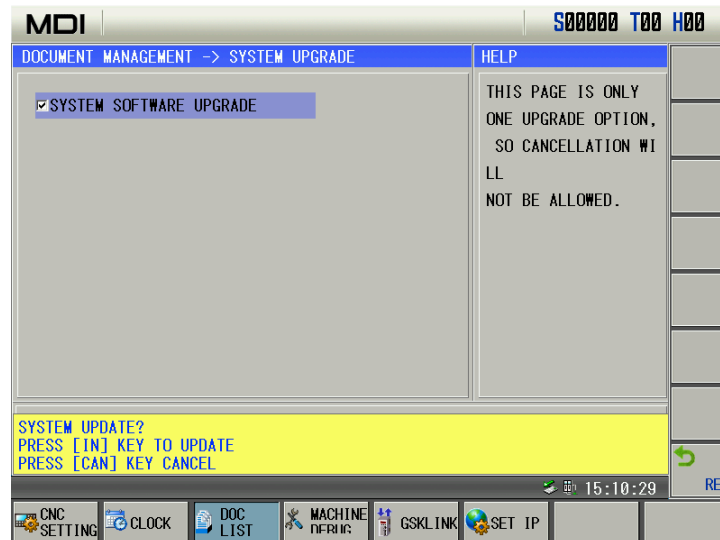 MDI
S00000 T00 H00
DOCUMENT MANAGEMENT -> SYSTEM UPGRADE
HELP
SYSTEM SOFTWARE UPGRADE
THIS PAGE IS ONLY
ONE UPGRADE OPTION,
SO CANCELLATION WI
LL
NOT BE ALLOWED.
SYSTEM UPDATE?
PRESS [IN] KEY TO UPDATE
PRESS [CAN] KEY CANCEL
15:10:29
RE
CNC
SETTING
CLOCK
DOC
LIST
MACHINE
DEBUG
GSKLINK
SET IP